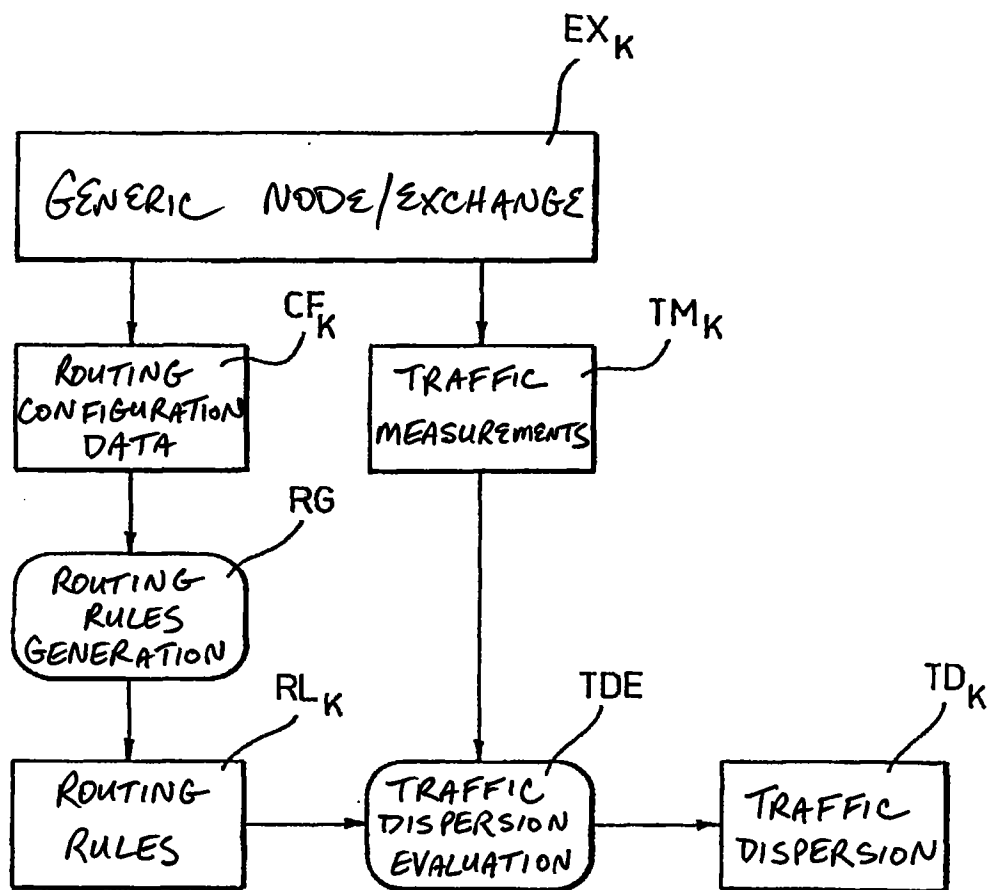 EX_K
GENERIC NODE/EXCHANGE
CF_K
TM_K
ROUTING
CONFIGURATION
DATA
TRAFFIC
MEASUREMENTS
RG
ROUTING
RULES
GENERATION
RL_K
TDE
TD_K
ROUTING
RULES
TRAFFIC
DISPERSION
EVALUATION
TRAFFIC
DISPERSION